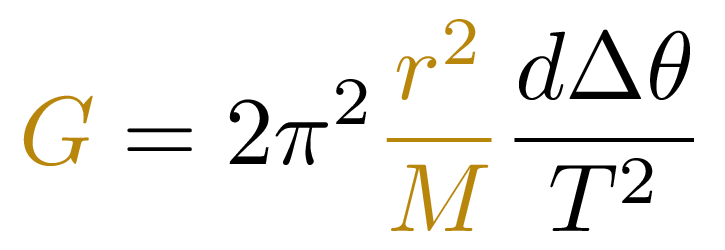 G = 2π² r²/M dΔθ/T²